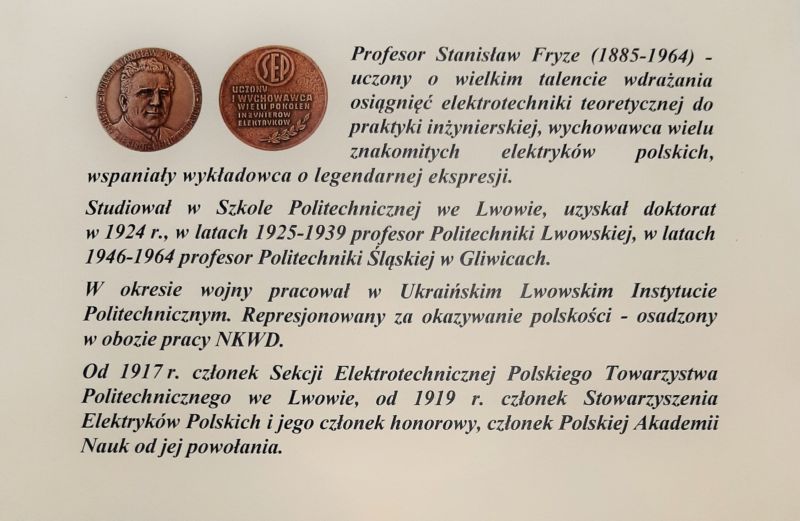 SEP
UCZONY
I WYCHOWAWCA
WIELU POKOLEŃ
INŻYNIERÓW
ELEKTRYKÓW
Profesor Stanisław Fryze (1885-1964) -
uczony o wielkim talencie wdrażania
osiągnięć elektrotechniki teoretycznej do
praktyki inżynierskiej, wychowawca wielu
znakomitych elektryków polskich,
wspaniały wykładowca o legendarnej ekspresji.
Studiował w Szkole Politechnicznej we Lwowie, uzyskał doktorat
w 1924 r., w latach 1925-1939 profesor Politechniki Lwowskiej, w latach
1946-1964 profesor Politechniki Śląskiej w Gliwicach.
W okresie wojny pracował w Ukraińskim Lwowskim Instytucie
Politechnicznym. Represjonowany za okazywanie polskości - osadzony
w obozie pracy NKWD.
Od 1917 r. członek Sekcji Elektrotechnicznej Polskiego Towarzystwa
Politechnicznego we Lwowie, od 1919 r. członek Stowarzyszenia
Elektryków Polskich i jego członek honorowy, członek Polskiej Akademii
Nauk od jej powołania.